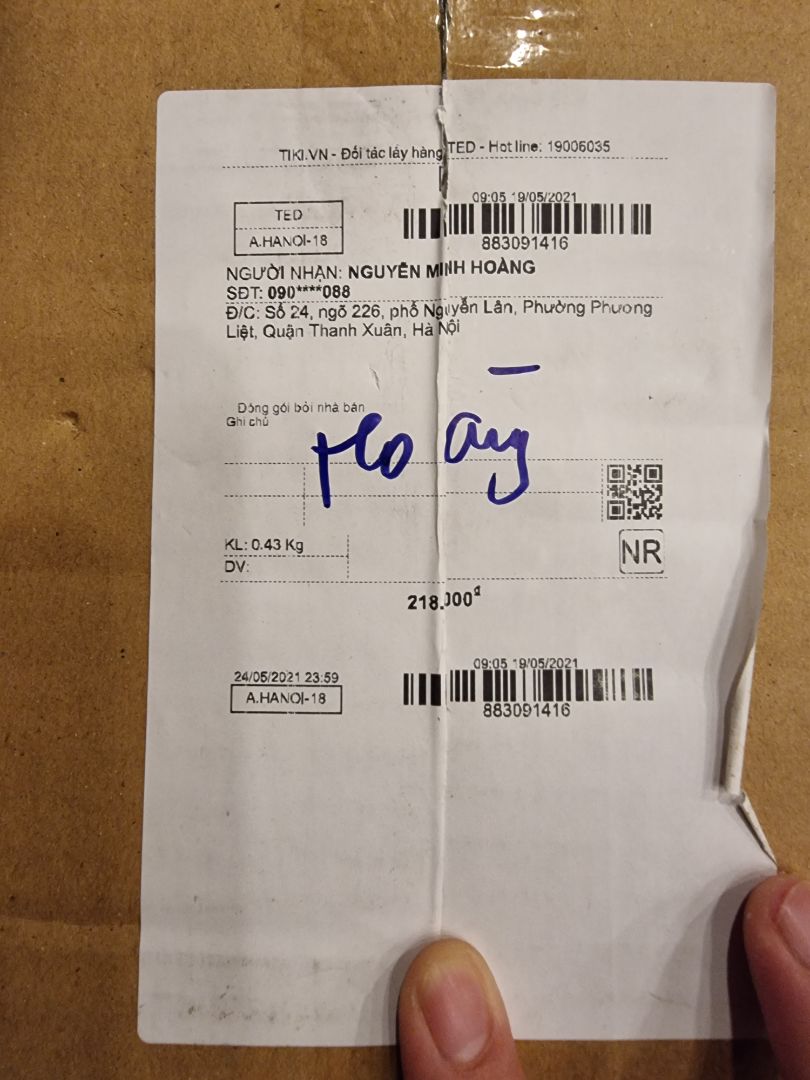 TIKI.VN - Đối tác lấy hàng TED - Hotline: 19006035
09:05 19/05/2021
TED
A.HANOI-18
883091416
NGƯỜI NHẬN: NGUYỄN MINH HOÀNG
SĐT: 090****088
Đ/C: Số 24, ngõ 226, phố Nguyễn Lân, Phường Phương
Liệt, Quận Thanh Xuân, Hà Nội
Đóng gói bởi nhà bán
Ghi chú
Hoàng
KL: 0.43 Kg
NR
DV:
218.000đ
24/05/2021 23:59
09:05 19/05/2021
A.HANOI-18
883091416